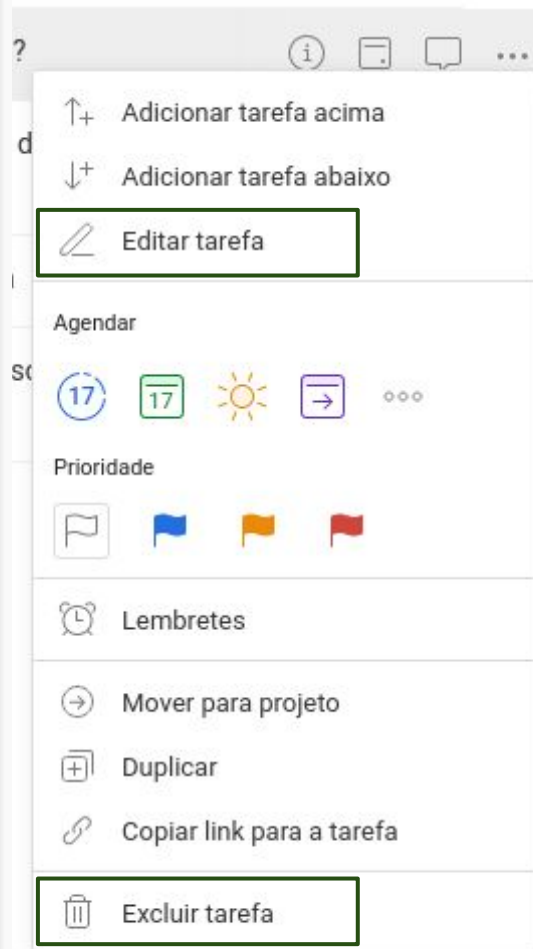 ?
Adicionar tarefa acima
d
Adicionar tarefa abaixo
Editar tarefa
Agendar
17
17
Prioridade
Lembretes
Mover para projeto
Duplicar
Copiar link para a tarefa
Excluir tarefa